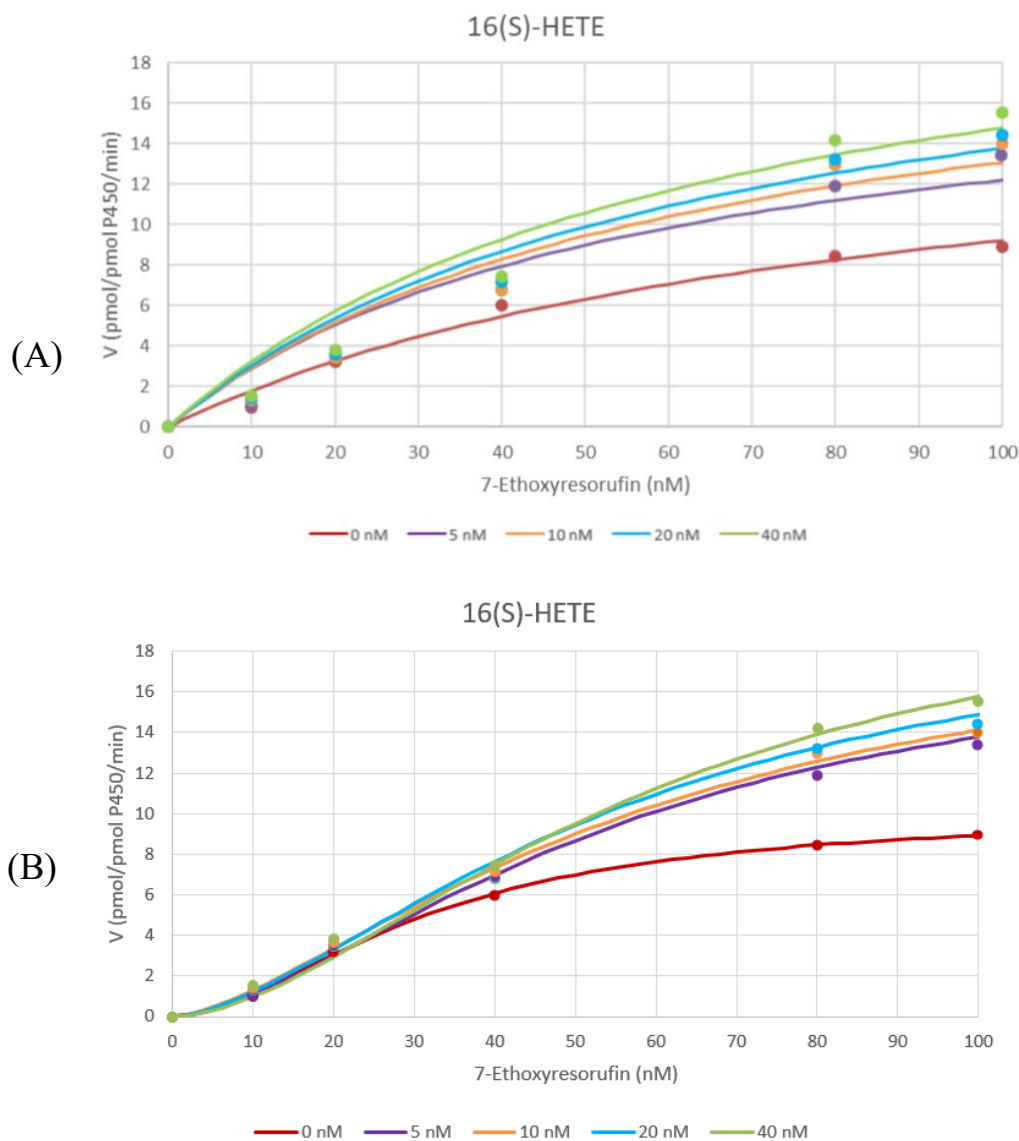 16(S)-HETE
18
16
14
12
10
8
6
4
2
0
V (pmol/pmol P450/min)
(A)
0 10 20 30 40 50 60 70 80 90 100
7-Ethoxyresorufin (nM)
0 nM 5 nM 10 nM 20 nM 40 nM
16(S)-HETE
18
16
14
12
10
8
6
4
2
0
V (pmol/pmol P450/min)
(B)
0 10 20 30 40 50 60 70 80 90 100
7-Ethoxyresorufin (nM)
0 nM 5 nM 10 nM 20 nM 40 nM